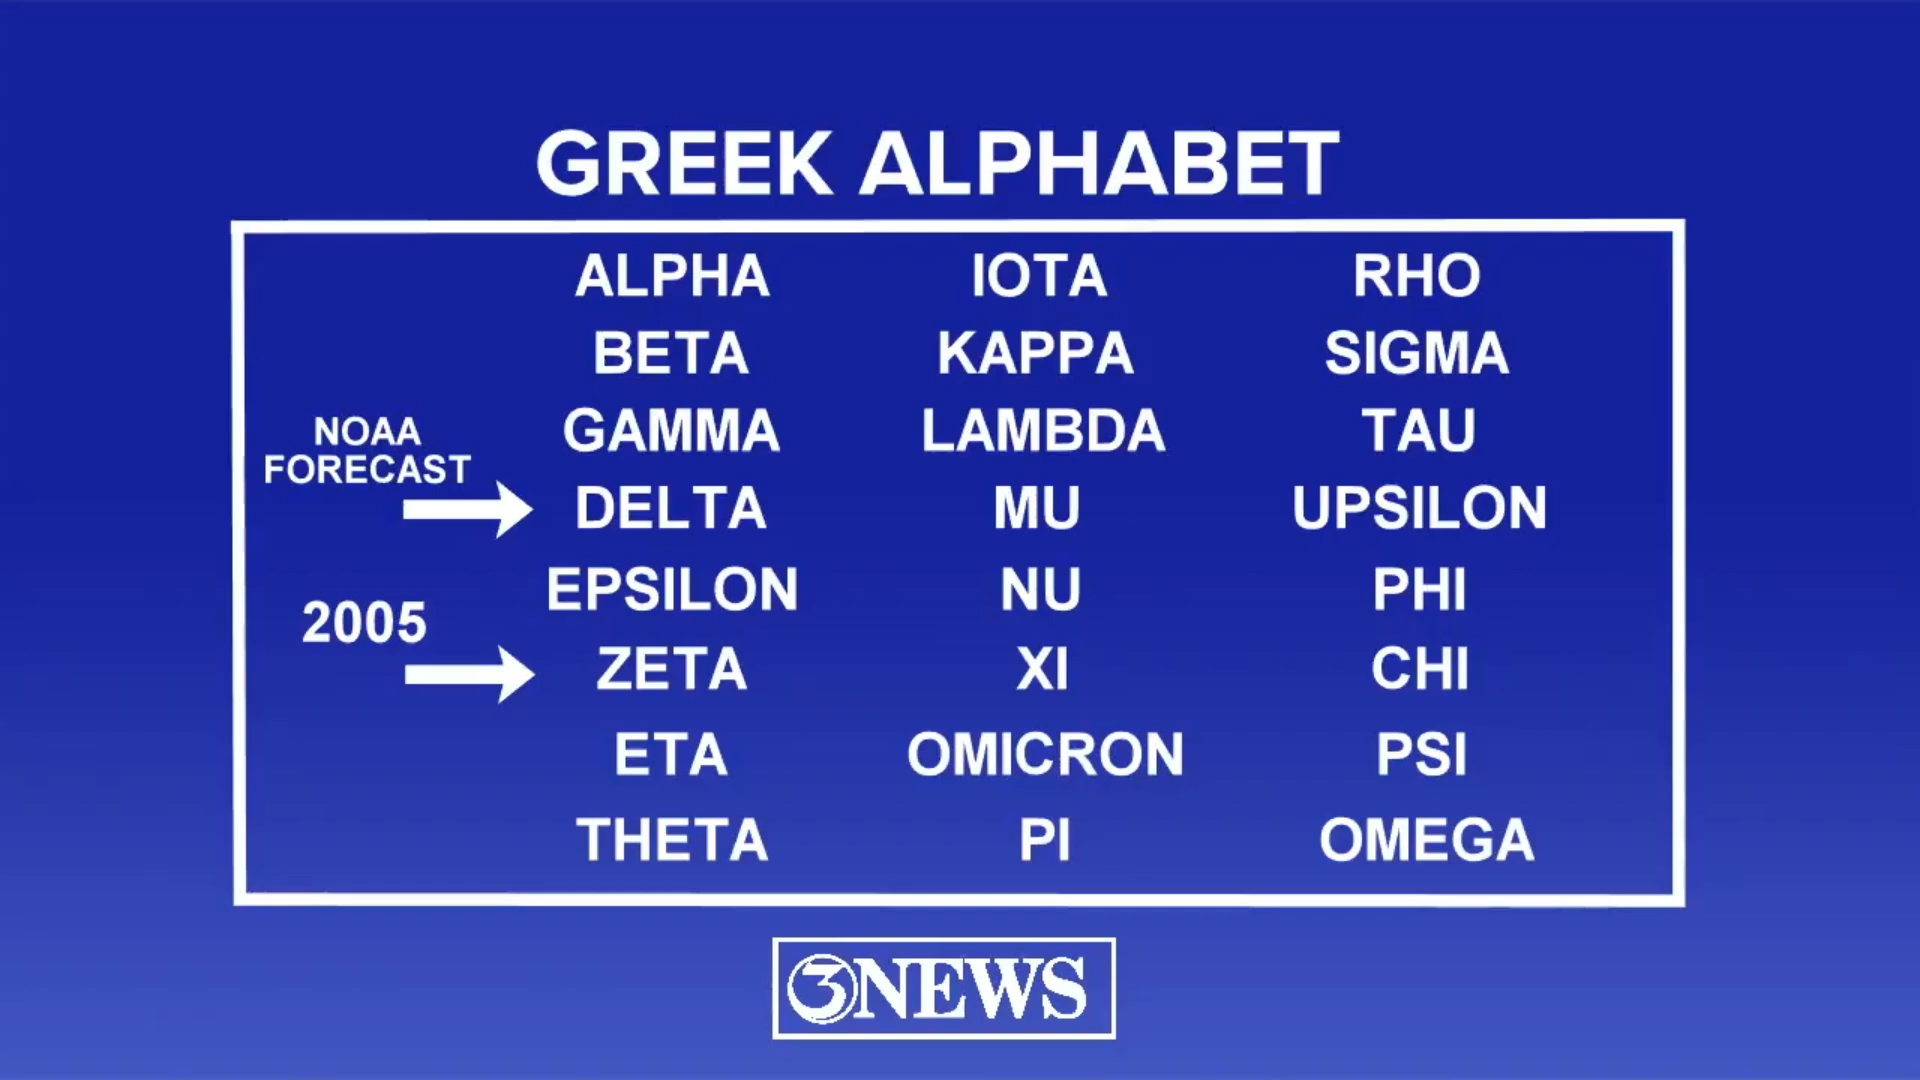 GREEK ALPHABET
ALPHA IOTA RHO
BETA KAPPA SIGMA
NOAA
FORECAST
GAMMA LAMBDA TAU
DELTA MU UPSILON
EPSILON NU PHI
2005
ZETA XI CHI
ETA OMICRON PSI
THETA PI OMEGA
3NEWS